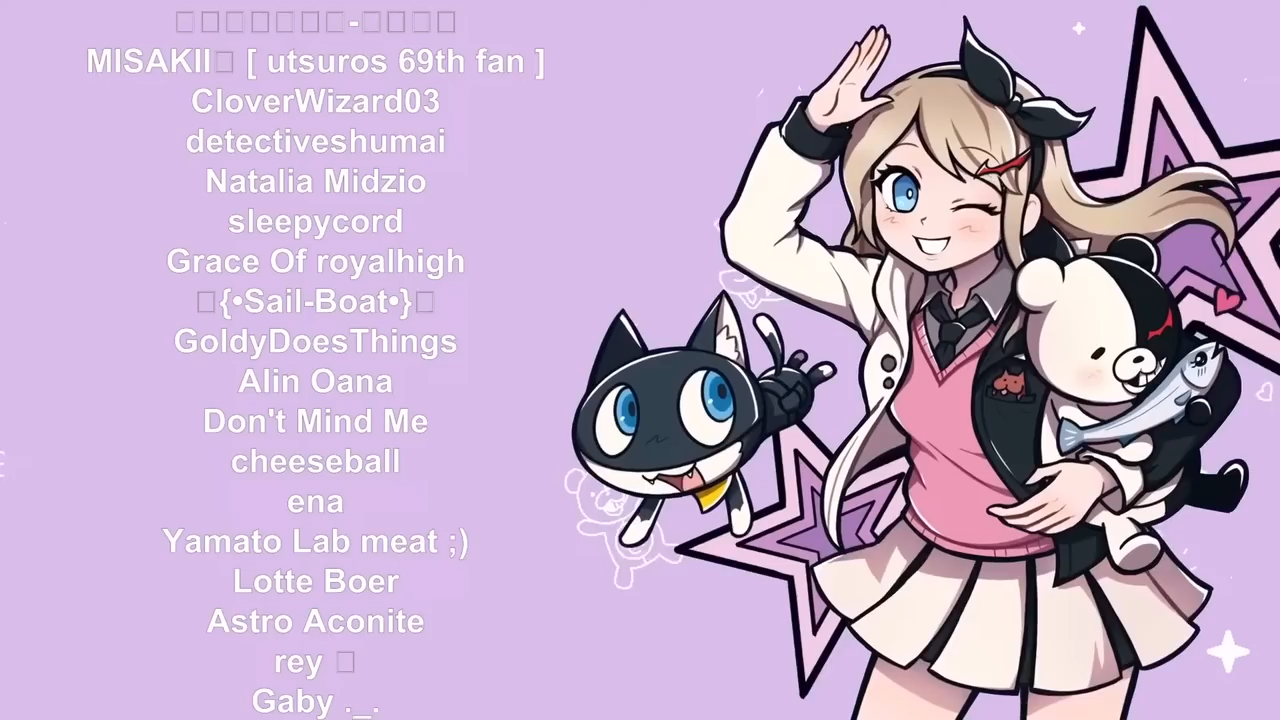 MISAKII [ utsuros 69th fan ]
CloverWizard03
detectiveshumai
Natalia Midzio
sleepycord
Grace Of royalhigh
{•Sail-Boat•}
GoldyDoesThings
Alin Oana
Don't Mind Me
cheeseball
ena
Yamato Lab meat ;)
Lotte Boer
Astro Aconite
rey
Gaby ._.